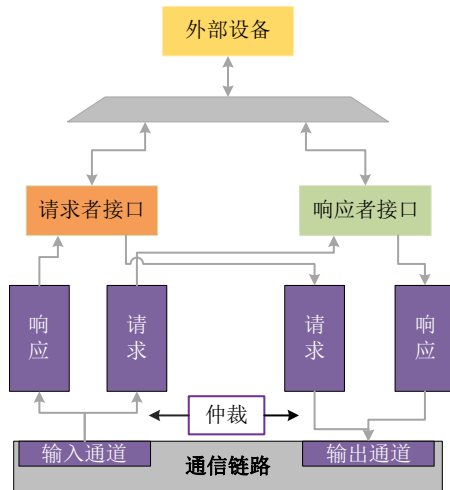 外部设备
请求者接口
响应者接口
响应
请求
请求
响应
仲裁
输入通道
通信链路
输出通道